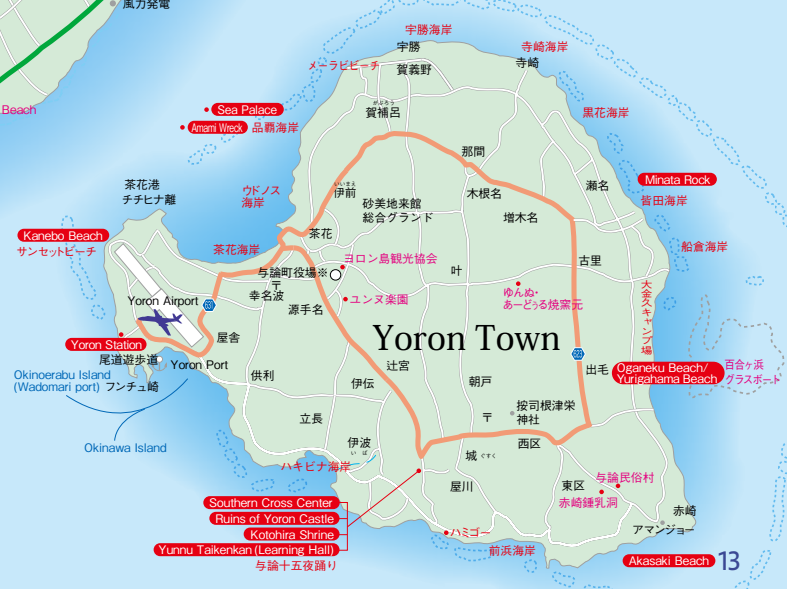 風力発電
宇勝海岸
宇勝
寺崎海岸
寺崎
メーラビビーチ
賀義野
Beach
Sea Palace
Amami Wreck 品覇海岸
がぶろう
賀補呂
黒花海岸
那間
茶花港
チチヒナ離
ウドノス
海岸
いいまえ
伊前
砂美地来館
総合グランド
木根名
増木名
瀬名
Minata Rock
皆田海岸
Kanebo Beach
サンセットビーチ
茶花海岸
茶花
船倉海岸
ヨロン島観光協会
与論町役場※
〒
叶
古里
幸名波
源手名
ユンヌ楽園
ゆんぬ・
あーどぅる焼窯元
大金久キャンプ場
Yoron Airport
Yoron Town
Yoron Station
屋舎
尾道遊歩道
Yoron Port
Okinoerabu Island
(Wadomari port)
フンチュ崎
供利
辻宮
伊伝
朝戸
623
出毛
Oganeku Beach/
Yurigahama Beach
百合ヶ浜
グラスボート
按司根津栄
神社
〒
立長
Okinawa Island
伊波
いば
城 ぐすく
西区
ハキビナ海岸
屋川
東区
与論民俗村
赤崎鍾乳洞
Southern Cross Center
Ruins of Yoron Castle
Kotohira Shrine
Yunnu Taikenkan (Learning Hall)
与論十五夜踊り
ハミゴー
前浜海岸
赤崎
アマンジョー
Akasaki Beach
13